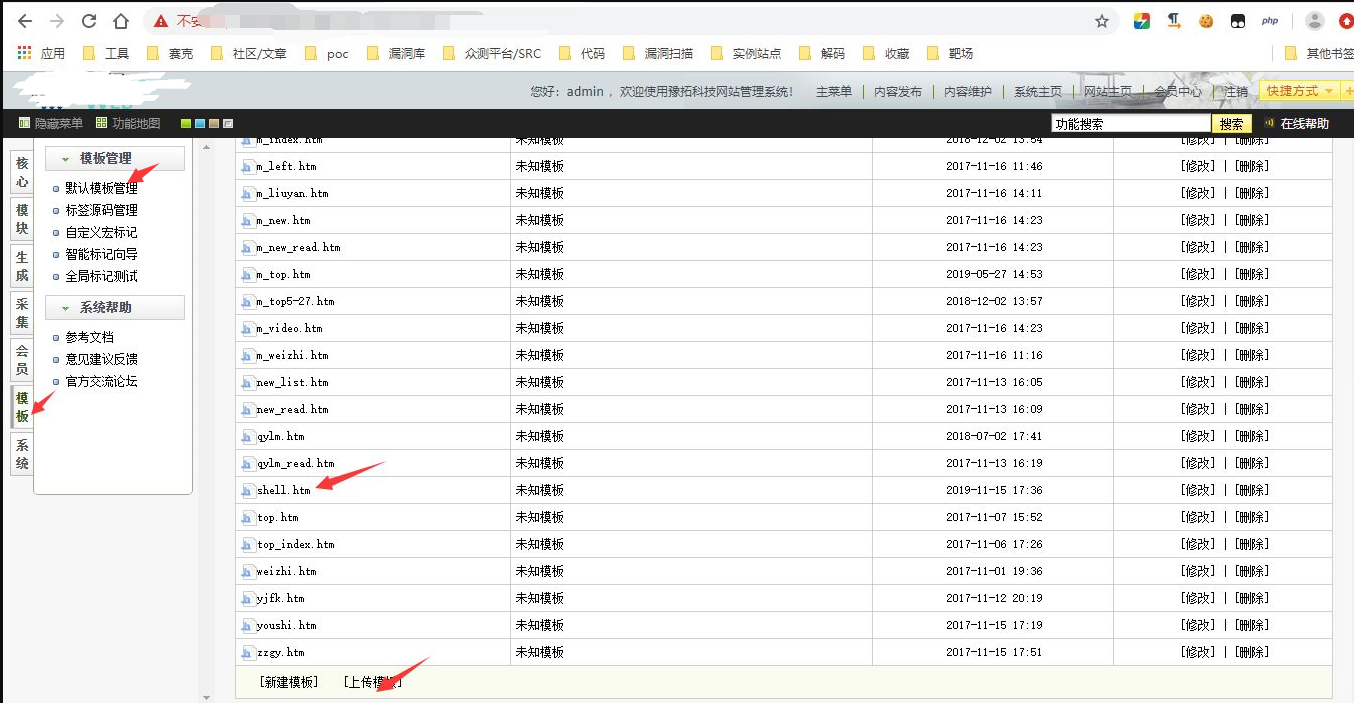 不安
php
应用 工具 赛克 社区/文章 poc 漏洞库 众测平台/SRC 代码 漏洞扫描 实例站点 解码 收藏 靶场 其他书签
您好：admin ，欢迎使用豫拓科技网站管理系统！ 主菜单 内容发布 内容维护 系统主页 网站主页 会员中心 注销 快捷方式
隐藏菜单 功能地图 功能搜索 搜索 在线帮助
核心
模块
生成
采集
会员
模板
系统
模板管理
默认模板管理
标签源码管理
自定义宏标记
智能标记向导
全局标记测试
系统帮助
参考文档
意见建议反馈
官方交流论坛
m_index.htm 未知模板 2018-12-02 13:54 [修改] | [删除]
m_left.htm 未知模板 2017-11-16 11:46 [修改] | [删除]
m_liuyan.htm 未知模板 2017-11-16 14:11 [修改] | [删除]
m_new.htm 未知模板 2017-11-16 14:23 [修改] | [删除]
m_new_read.htm 未知模板 2017-11-16 14:23 [修改] | [删除]
m_top.htm 未知模板 2019-05-27 14:53 [修改] | [删除]
m_top5-27.htm 未知模板 2018-12-02 13:57 [修改] | [删除]
m_video.htm 未知模板 2017-11-16 14:23 [修改] | [删除]
m_weizhi.htm 未知模板 2017-11-16 11:16 [修改] | [删除]
new_list.htm 未知模板 2017-11-13 16:05 [修改] | [删除]
new_read.htm 未知模板 2017-11-13 16:09 [修改] | [删除]
qylm.htm 未知模板 2018-07-02 17:41 [修改] | [删除]
qylm_read.htm 未知模板 2017-11-13 16:19 [修改] | [删除]
shell.htm 未知模板 2019-11-15 17:36 [修改] | [删除]
top.htm 未知模板 2017-11-07 15:52 [修改] | [删除]
top_index.htm 未知模板 2017-11-06 17:26 [修改] | [删除]
weizhi.htm 未知模板 2017-11-01 19:36 [修改] | [删除]
yjfk.htm 未知模板 2017-11-12 20:19 [修改] | [删除]
youshi.htm 未知模板 2017-11-15 17:19 [修改] | [删除]
zzgy.htm 未知模板 2017-11-15 17:51 [修改] | [删除]
[新建模板] [上传模板]